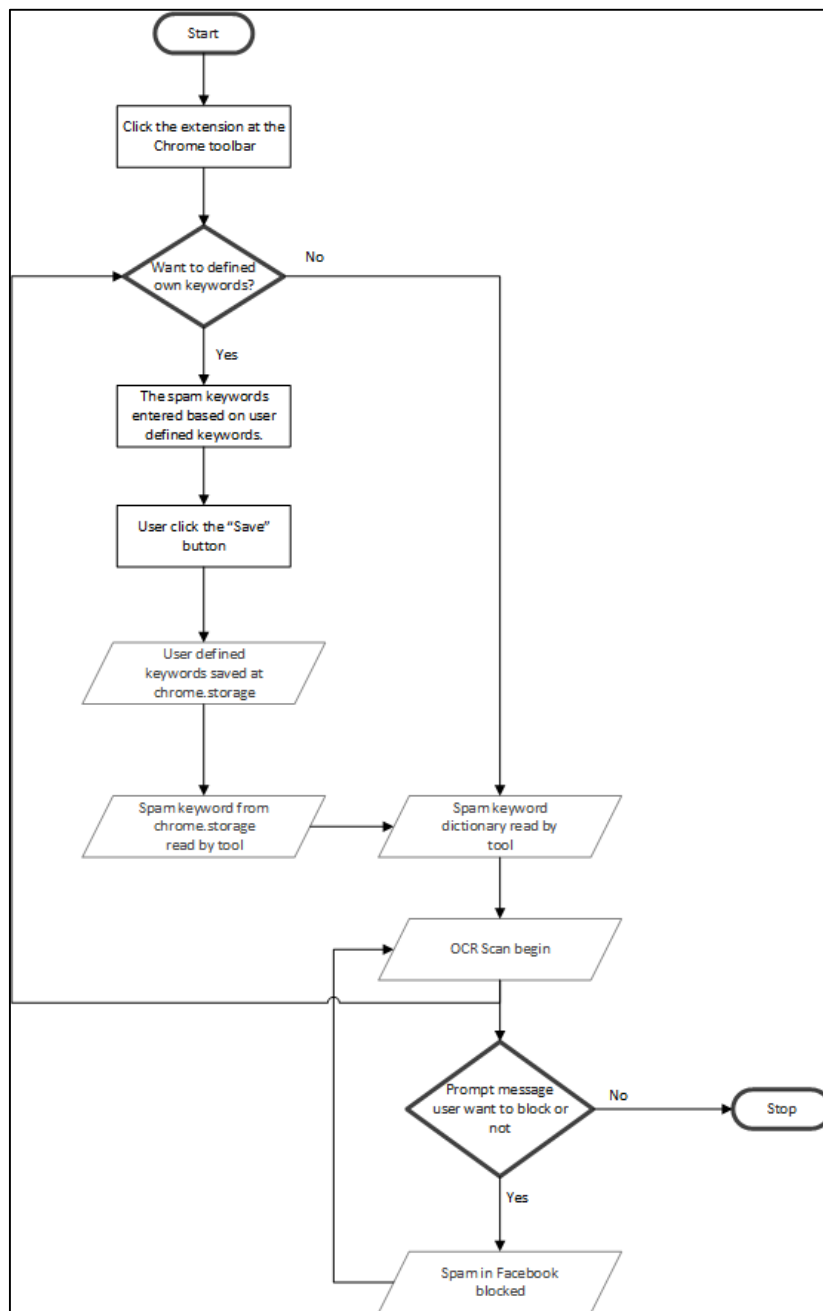 Start
Click the extension at the
Chrome toolbar
Want to defined
own keywords?
No
Yes
The spam keywords
entered based on user
defined keywords.
User click the “Save”
button
User defined
keywords saved at
chrome.storage
Spam keyword from
chrome.storage
read by tool
Spam keyword
dictionary read by
tool
OCR Scan begin
Prompt message
user want to block or
not
No
Stop
Yes
Spam in Facebook
blocked